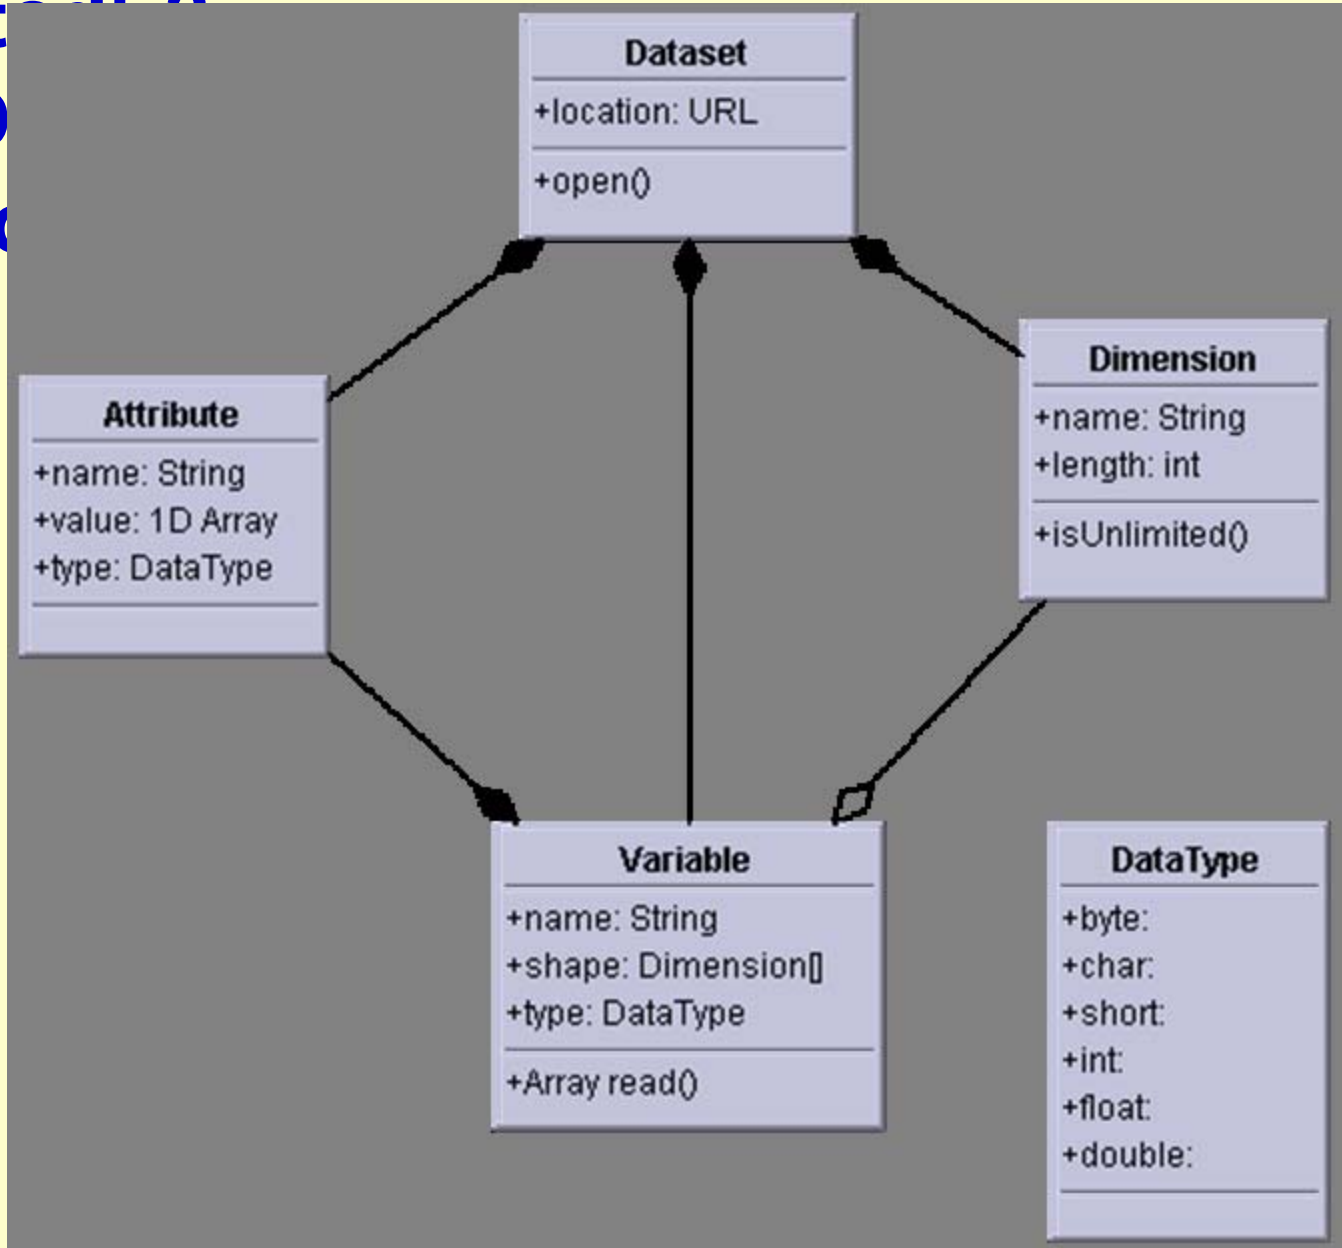 Dataset
+location: URL
+open()
Dimension
+name: String
+length: int
+isUnlimited()
Attribute
+name: String
+value: 1D Array
+type: DataType
Variable
+name: String
+shape: Dimension[]
+type: DataType
+Array read()
DataType
+byte:
+char:
+short:
+int:
+float:
+double: